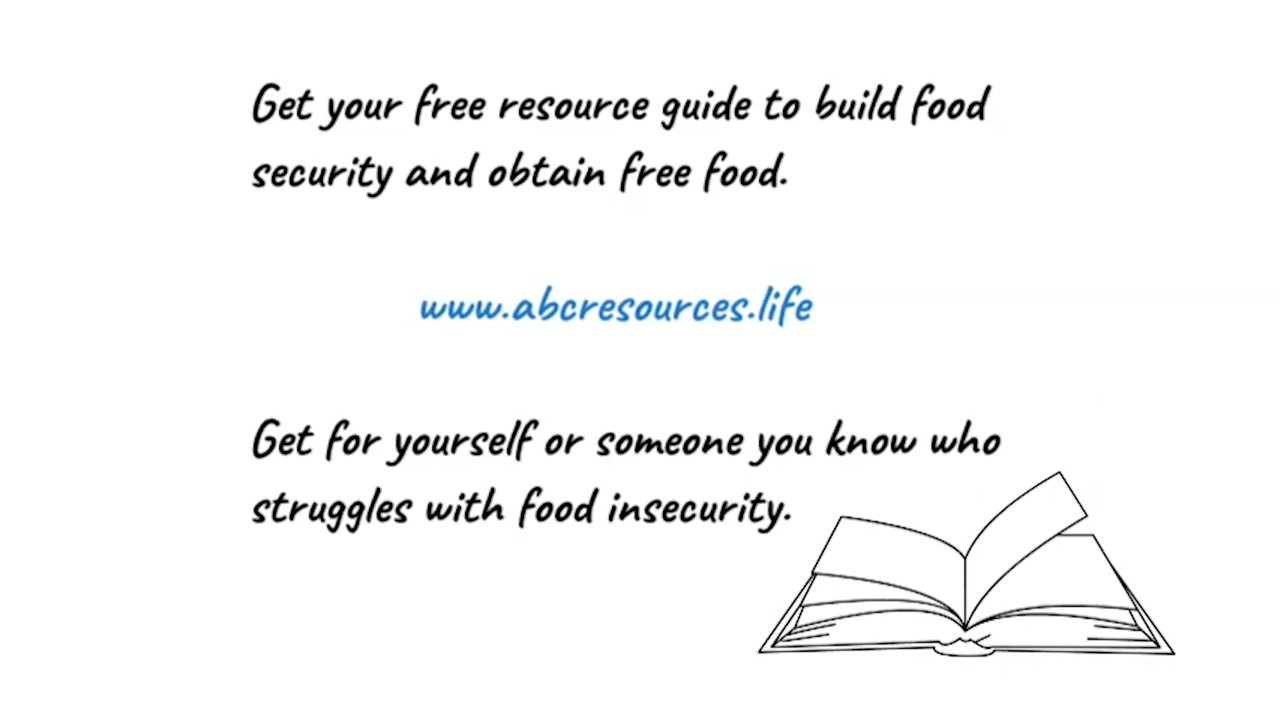 Get your free resource guide to build food
security and obtain free food.
www.abcresources.life
Get for yourself or someone you know who
struggles with food insecurity.